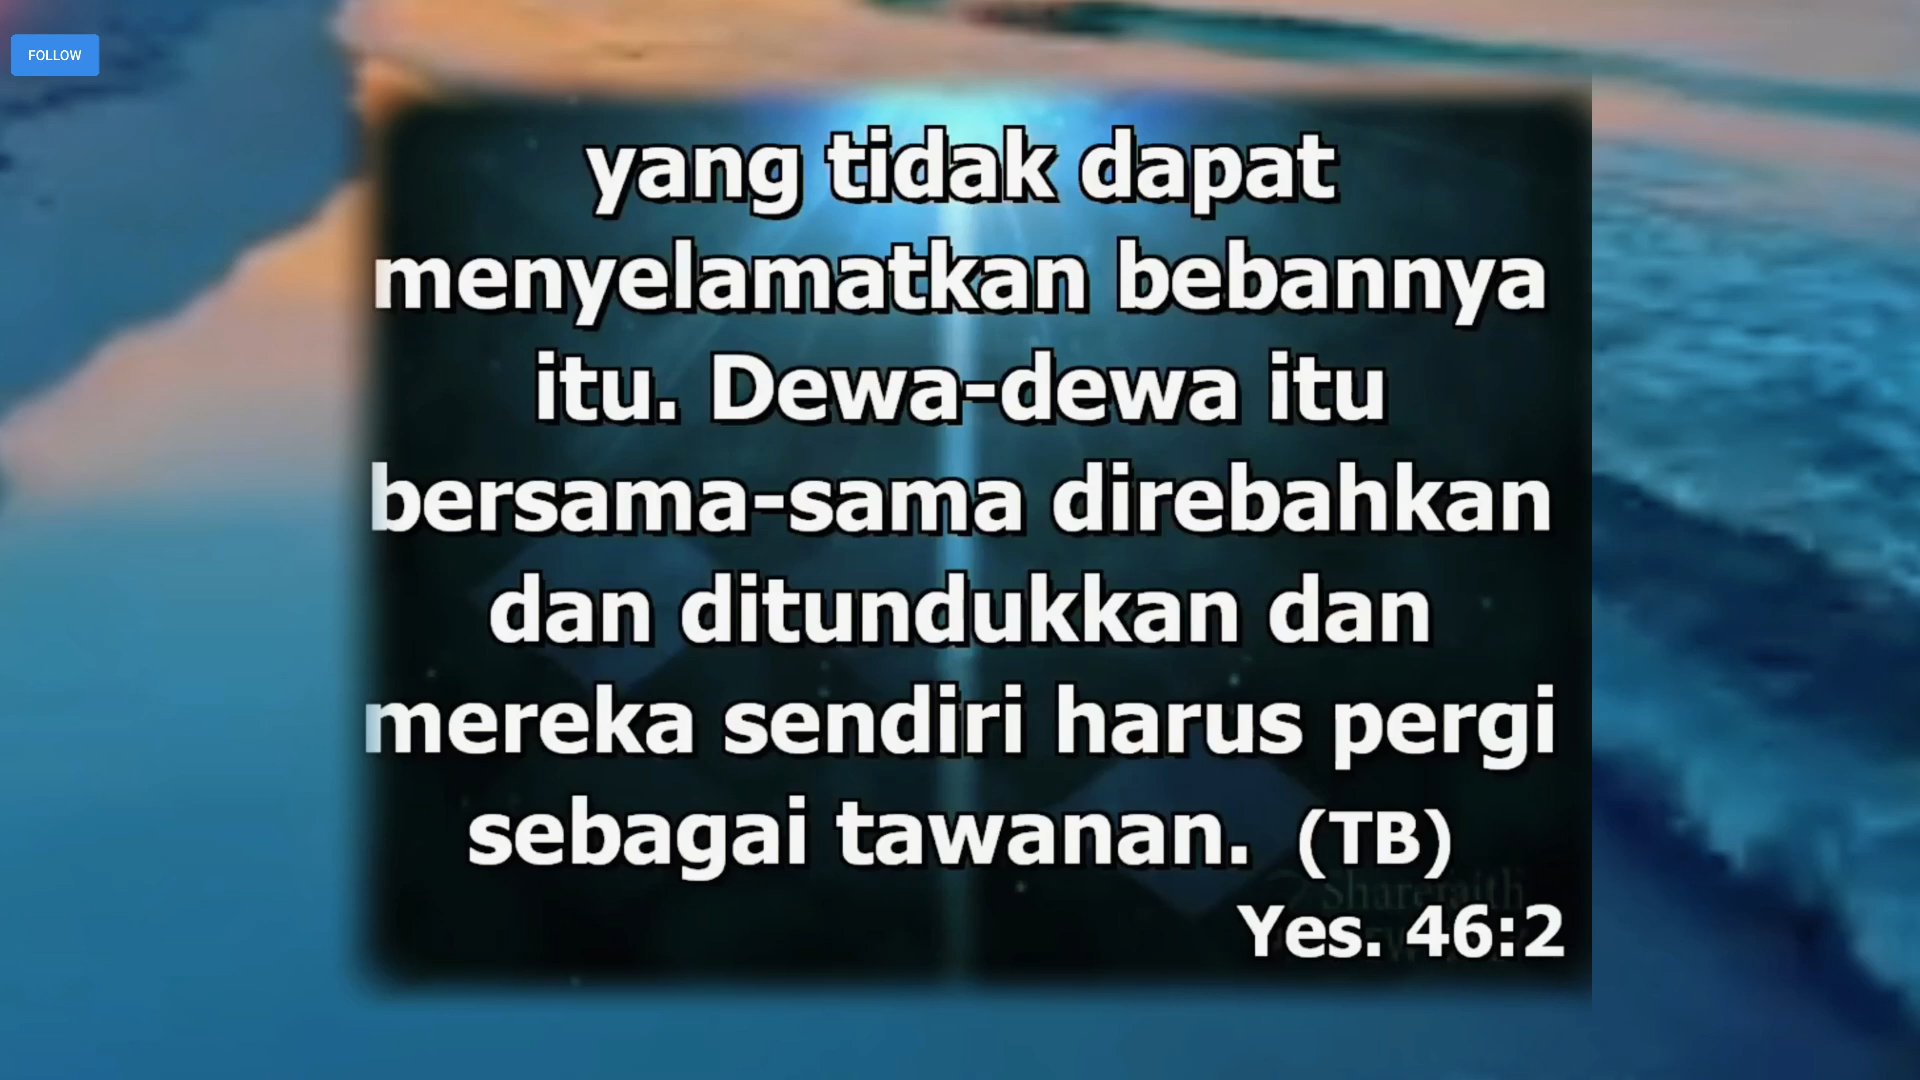 FOLLOW
yang tidak dapat
menyelamatkan bebannya
itu. Dewa-dewa itu
bersama-sama direbahkan
dan ditundukkan dan
mereka sendiri harus pergi
sebagai tawanan. (TB)
Sharefaith
Yes. 46:2